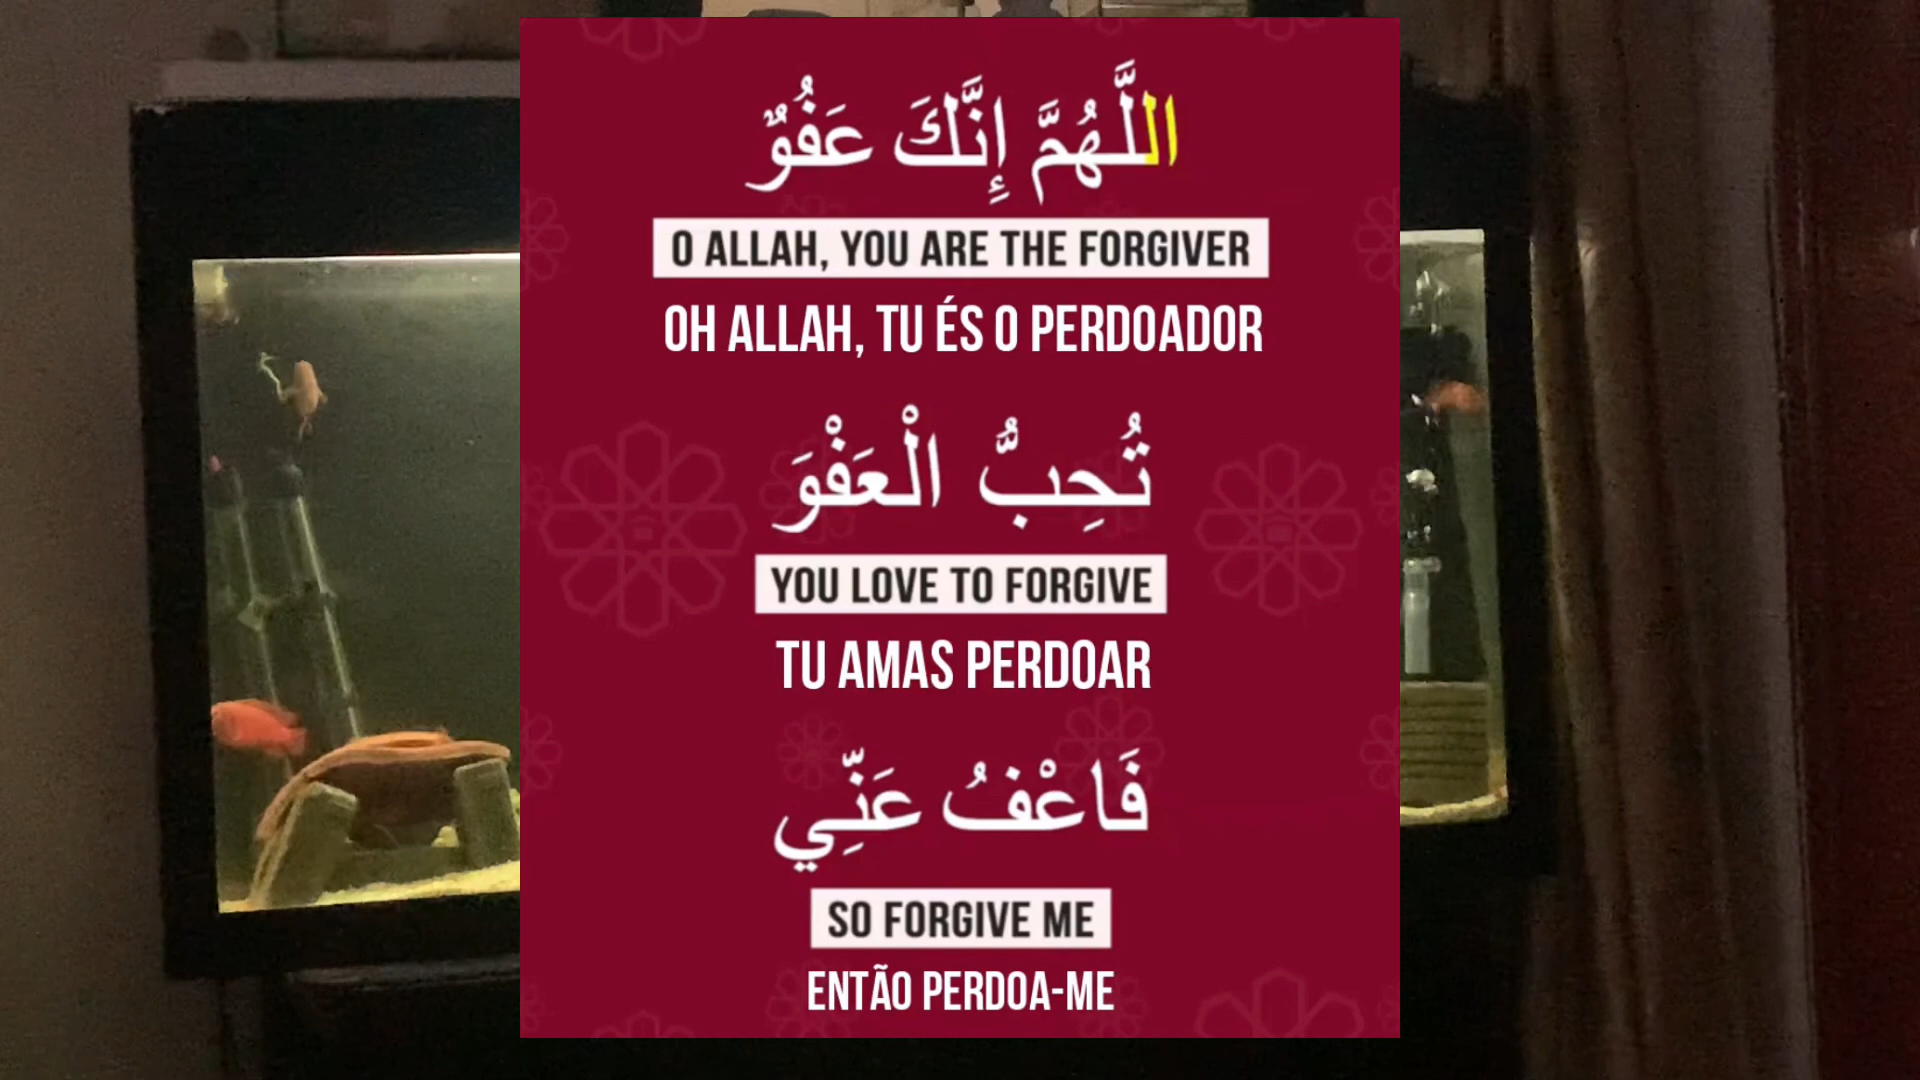 اللَّهُمَّ إِنَّكَ عَفُوٌّ
O ALLAH, YOU ARE THE FORGIVER
OH ALLAH, TU ÉS O PERDOADOR
تُحِبُّ الْعَفْوَ
YOU LOVE TO FORGIVE
TU AMAS PERDOAR
فَاعْفُ عَنِّي
SO FORGIVE ME
ENTÃO PERDOA-ME